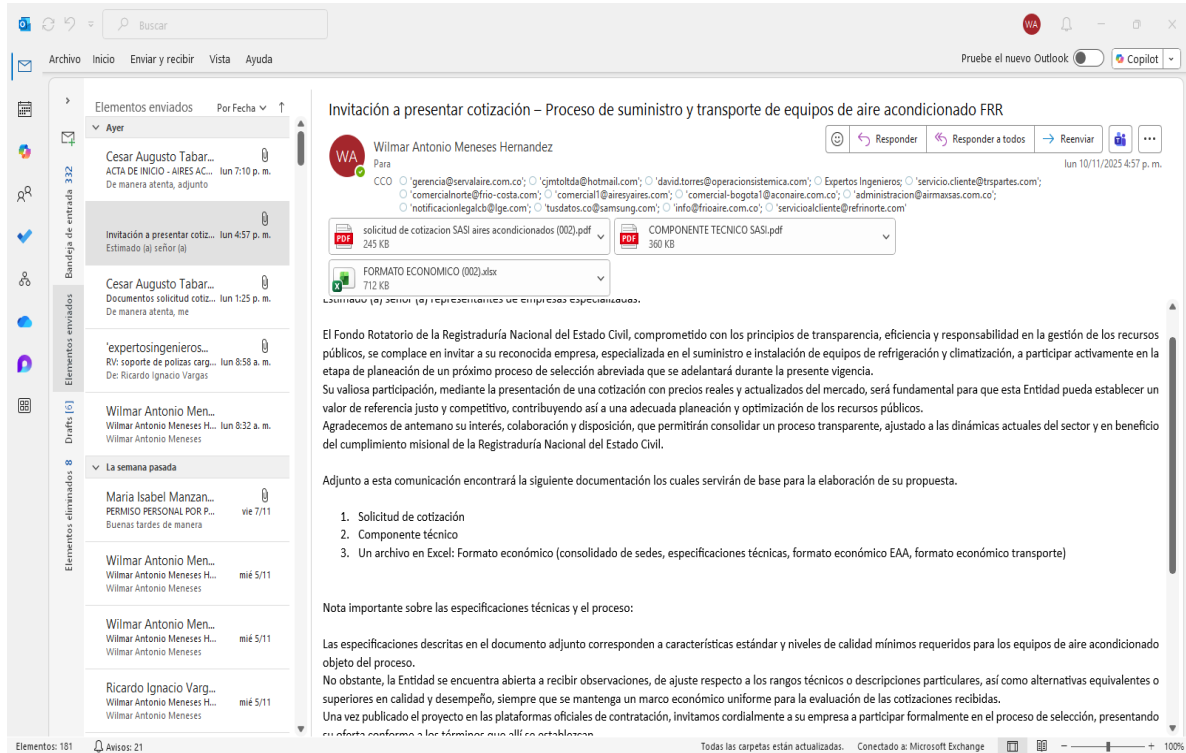 Buscar
WA
Archivo Inicio Enviar y recibir Vista Ayuda
Pruebe el nuevo Outlook Copilot
Bandeja de entrada 332
Elementos enviados
Drafts [6]
Elementos eliminados 8
Elementos enviados Por Fecha
Ayer
Cesar Augusto Tabar...
ACTA DE INICIO - AIRES AC... lun 7:10 p. m.
De manera atenta, adjunto
Invitación a presentar cotiz... lun 4:57 p. m.
Estimado (a) señor (a)
Cesar Augusto Tabar...
Documentos solicitud cotiz... lun 1:25 p. m.
De manera atenta, me
'expertosingenieros...
RV: soporte de polizas carg... lun 8:58 a. m.
De: Ricardo Ignacio Vargas
Wilmar Antonio Men...
Wilmar Antonio Meneses H... lun 8:32 a. m.
Wilmar Antonio Meneses
La semana pasada
Maria Isabel Manzan...
PERMISO PERSONAL POR P... vie 7/11
Buenas tardes de manera
Wilmar Antonio Men...
Wilmar Antonio Meneses H... mié 5/11
Wilmar Antonio Meneses
Wilmar Antonio Men...
Wilmar Antonio Meneses H... mié 5/11
Wilmar Antonio Meneses
Ricardo Ignacio Varg...
Wilmar Antonio Meneses H... mié 5/11
Wilmar Antonio Meneses
Invitación a presentar cotización – Proceso de suministro y transporte de equipos de aire acondicionado FRR
WA
Wilmar Antonio Meneses Hernandez
Responder Responder a todos Reenviar
Para
lun 10/11/2025 4:57 p. m.
CCO 'gerencia@servalaire.com.co'; 'cjmtoltda@hotmail.com'; 'david.torres@operacionsistemica.com'; Expertos Ingenieros; 'servicio.cliente@trspartes.com';
'comercialnorte@frio-costa.com'; 'comercial1@airesyaires.com'; 'comercial-bogota1@aconaire.com.co'; 'administracion@airmaxsas.com.co';
'notificacionlegalcb@lge.com'; 'tusdatos.co@samsung.com'; 'info@frioaire.com.co'; 'servicioalcliente@refrinorte.com'
PDF solicitud de cotizacion SASI aires acondicionados (002).pdf
245 KB
PDF COMPONENTE TECNICO SASI.pdf
360 KB
FORMATO ECONOMICO (002).xlsx
712 KB
Estimado (a) señor (a) representantes de empresas especializadas.
El Fondo Rotatorio de la Registraduría Nacional del Estado Civil, comprometido con los principios de transparencia, eficiencia y responsabilidad en la gestión de los recursos
públicos, se complace en invitar a su reconocida empresa, especializada en el suministro e instalación de equipos de refrigeración y climatización, a participar activamente en la
etapa de planeación de un próximo proceso de selección abreviada que se adelantará durante la presente vigencia.
Su valiosa participación, mediante la presentación de una cotización con precios reales y actualizados del mercado, será fundamental para que esta Entidad pueda establecer un
valor de referencia justo y competitivo, contribuyendo así a una adecuada planeación y optimización de los recursos públicos.
Agradecemos de antemano su interés, colaboración y disposición, que permitirán consolidar un proceso transparente, ajustado a las dinámicas actuales del sector y en beneficio
del cumplimiento misional de la Registraduría Nacional del Estado Civil.
Adjunto a esta comunicación encontrará la siguiente documentación los cuales servirán de base para la elaboración de su propuesta.
1. Solicitud de cotización
2. Componente técnico
3. Un archivo en Excel: Formato económico (consolidado de sedes, especificaciones técnicas, formato económico EAA, formato económico transporte)
Nota importante sobre las especificaciones técnicas y el proceso:
Las especificaciones descritas en el documento adjunto corresponden a características estándar y niveles de calidad mínimos requeridos para los equipos de aire acondicionado
objeto del proceso.
No obstante, la Entidad se encuentra abierta a recibir observaciones, de ajuste respecto a los rangos técnicos o descripciones particulares, así como alternativas equivalentes o
superiores en calidad y desempeño, siempre que se mantenga un marco económico uniforme para la evaluación de las cotizaciones recibidas.
Una vez publicado el proyecto en las plataformas oficiales de contratación, invitamos cordialmente a su empresa a participar formalmente en el proceso de selección, presentando
su oferta conforme a los términos que allí se establezcan.
Elementos: 181 Avisos: 21
Todas las carpetas están actualizadas. Conectado a: Microsoft Exchange 100%